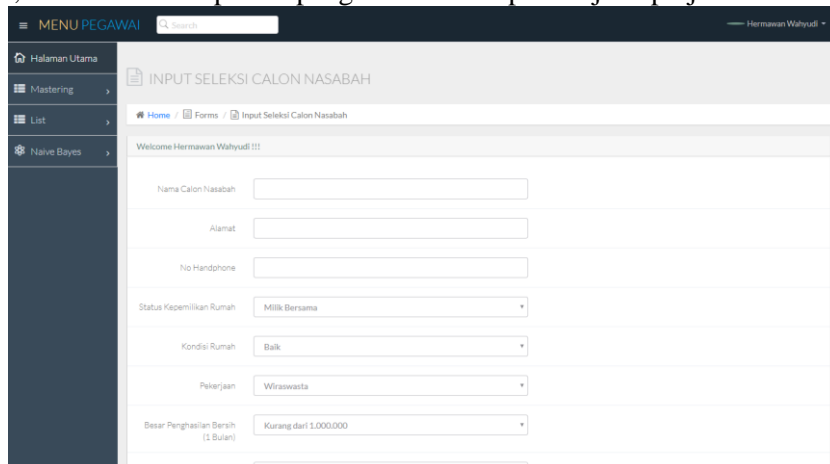 MENU PEGAWAI
Search
Hermawan Wahyudi
Halaman Utama
Mastering
List
Naive Bayes
INPUT SELEKSI CALON NASABAH
Home / Forms / Input Seleksi Calon Nasabah
Welcome Hermawan Wahyudi !!!
Nama Calon Nasabah
Alamat
No Handphone
Status Kepemilikan Rumah Milik Bersama
Kondisi Rumah Baik
Pekerjaan Wiraswasta
Besar Penghasilan Bersih Kurang dari 1.000.000
(1 Bulan)